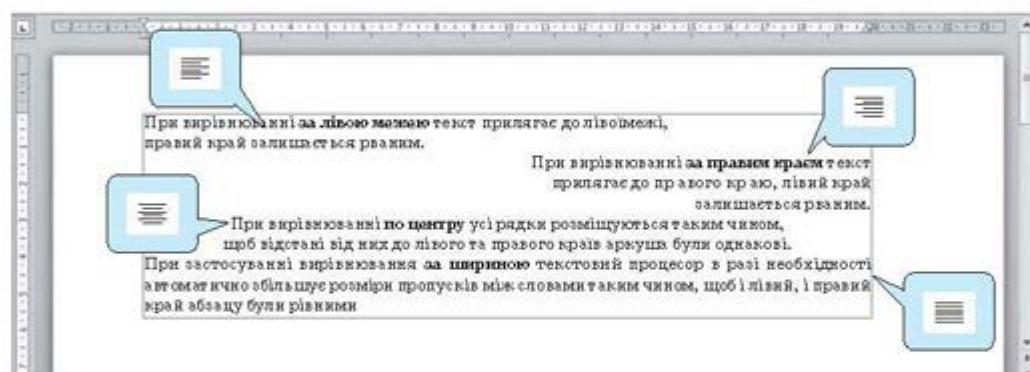 При вирівнюванні за лівою межею текст прилягає до лівоїмежі,
правий край залишається рваним.
При вирівнюванні за правим краєм текст
прилягає до правого краю, лівий край
залишається рваним.
При вирівнюванні по центру усі рядки розміщуються таким чином,
щоб відстані від них до лівого та правого країв аркуша були однакові.
При застосуванні вирівнювання за шириною текстовий процесор в разі необхідності
автоматично збільшує розміри пропусків між словами таким чином, щоб і лівий, і правий
край абзацу були рівними